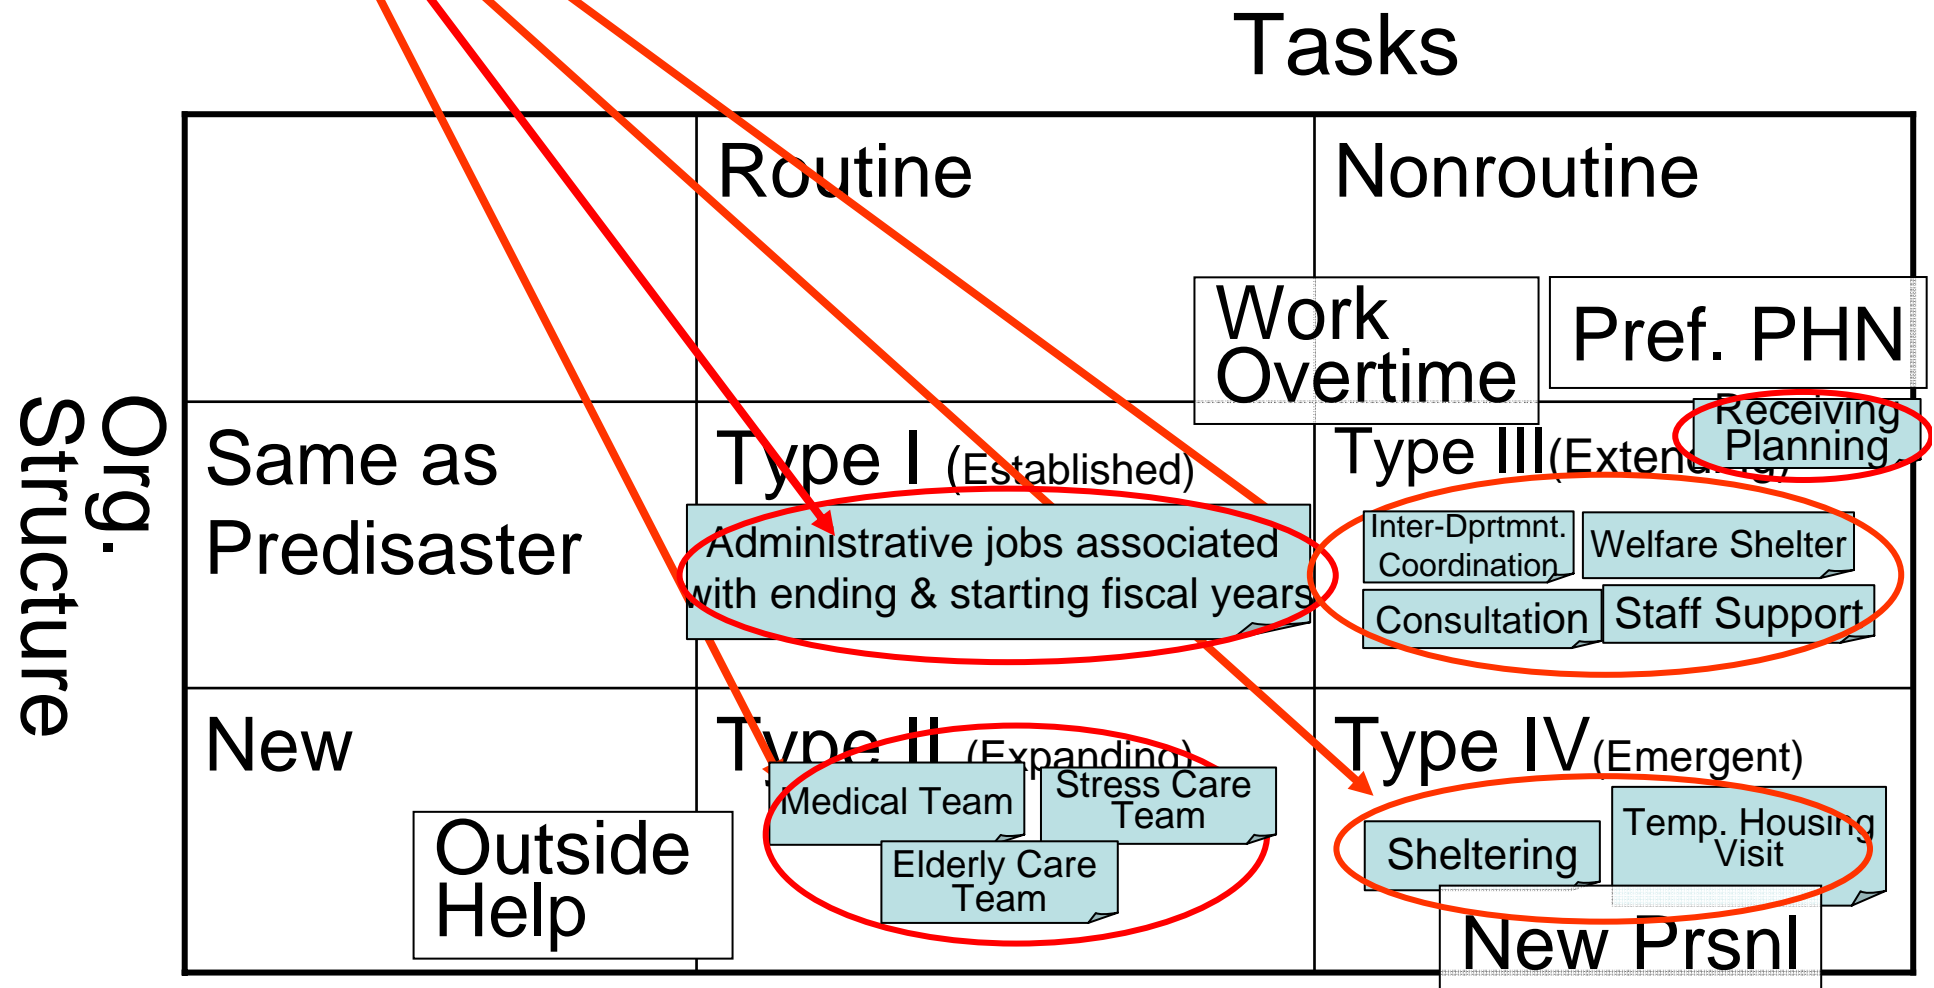 Tasks
Routine
Nonroutine
Work
Overtime
Pref. PHN
Org.
Structure
Same as
Predisaster
Type I (Established)
Administrative jobs associated
with ending & starting fiscal years
Type III(Extending)
Receiving
Planning
Inter-Dprtmnt.
Coordination
Welfare Shelter
Consultation
Staff Support
New
Outside
Help
Type II (Expanding)
Medical Team
Stress Care
Team
Elderly Care
Team
Type IV(Emergent)
Sheltering
Temp. Housing
Visit
New Prsnl